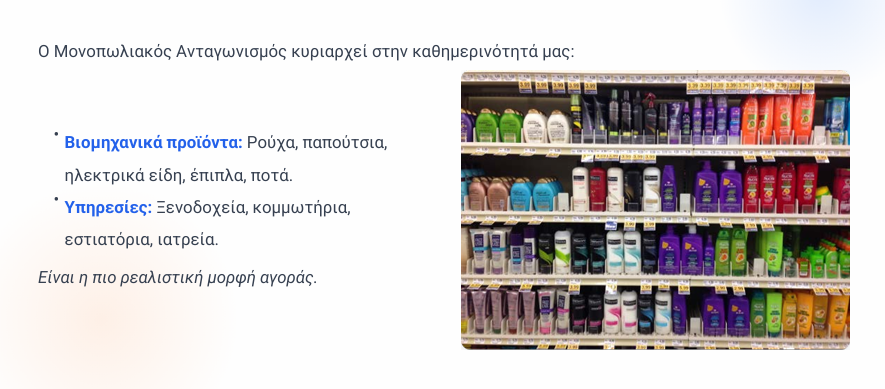 Ο Μονοπωλιακός Ανταγωνισμός κυριαρχεί στην καθημερινότητά μας:
• Βιομηχανικά προϊόντα: Ρούχα, παπούτσια,
ηλεκτρικά είδη, έπιπλα, ποτά.
• Υπηρεσίες: Ξενοδοχεία, κομμωτήρια,
εστιατόρια, ιατρεία.
Είναι η πιο ρεαλιστική μορφή αγοράς.